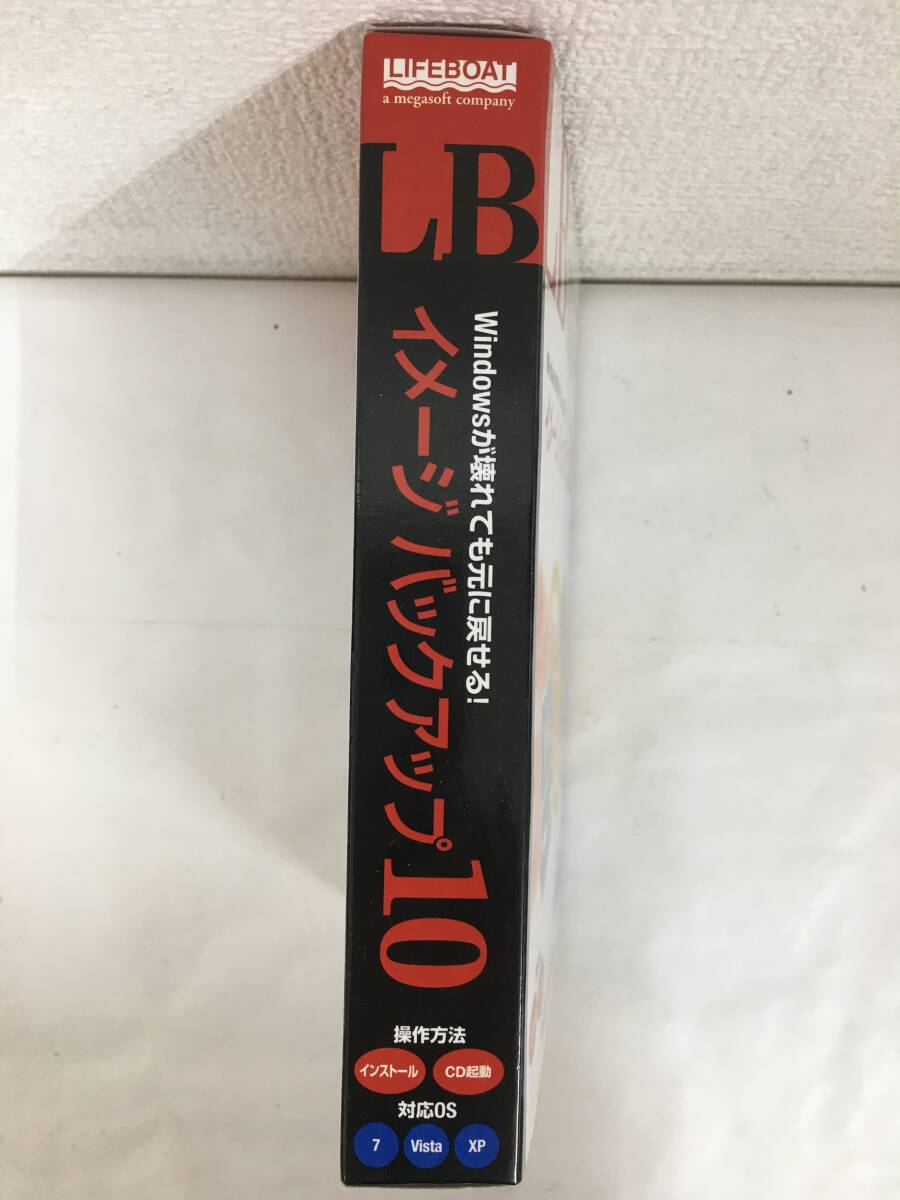 LIFEBOAT
a megasoft company
LB
Windowsが壊れても元に戻せる!
イメージ バックアップ10
操作方法
インストール
CD起動
対応OS
7
Vista
XP